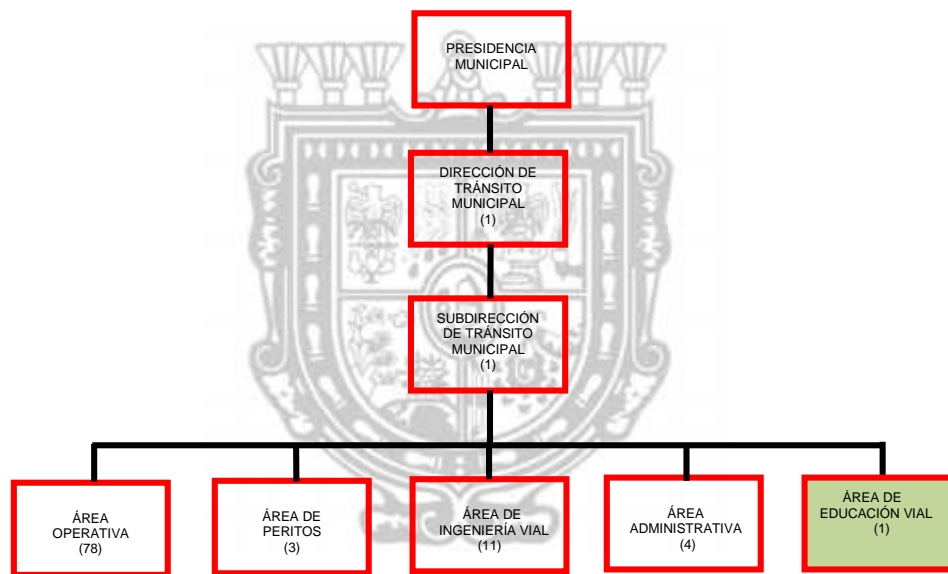 PRESIDENCIA
MUNICIPAL
DIRECCIÓN DE
TRÁNSITO
MUNICIPAL
(1)
SUBDIRECCIÓN
DE TRÁNSITO
MUNICIPAL
(1)
ÁREA
OPERATIVA
(78)
ÁREA DE
PERITOS
(3)
ÁREA DE
INGENIERÍA VIAL
(11)
ÁREA
ADMINISTRATIVA
(4)
ÁREA DE
EDUCACIÓN VIAL
(1)